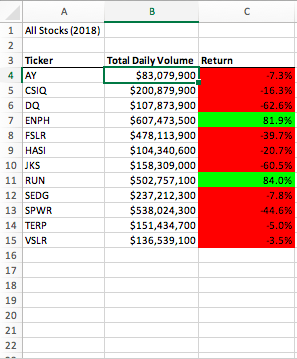 A B C
1 All Stocks (2018)
2
3 Ticker Total Daily Volume Return
4 AY $83,079,900 -7.3%
5 CSIQ $200,879,900 -16.3%
6 DQ $107,873,900 -62.6%
7 ENPH $607,473,500 81.9%
8 FSLR $478,113,900 -39.7%
9 HASI $104,340,600 -20.7%
10 JKS $158,309,000 -60.5%
11 RUN $502,757,100 84.0%
12 SEDG $237,212,300 -7.8%
13 SPWR $538,024,300 -44.6%
14 TERP $151,434,700 -5.0%
15 VSLR $136,539,100 -3.5%
16
17
18
19
20
21
22